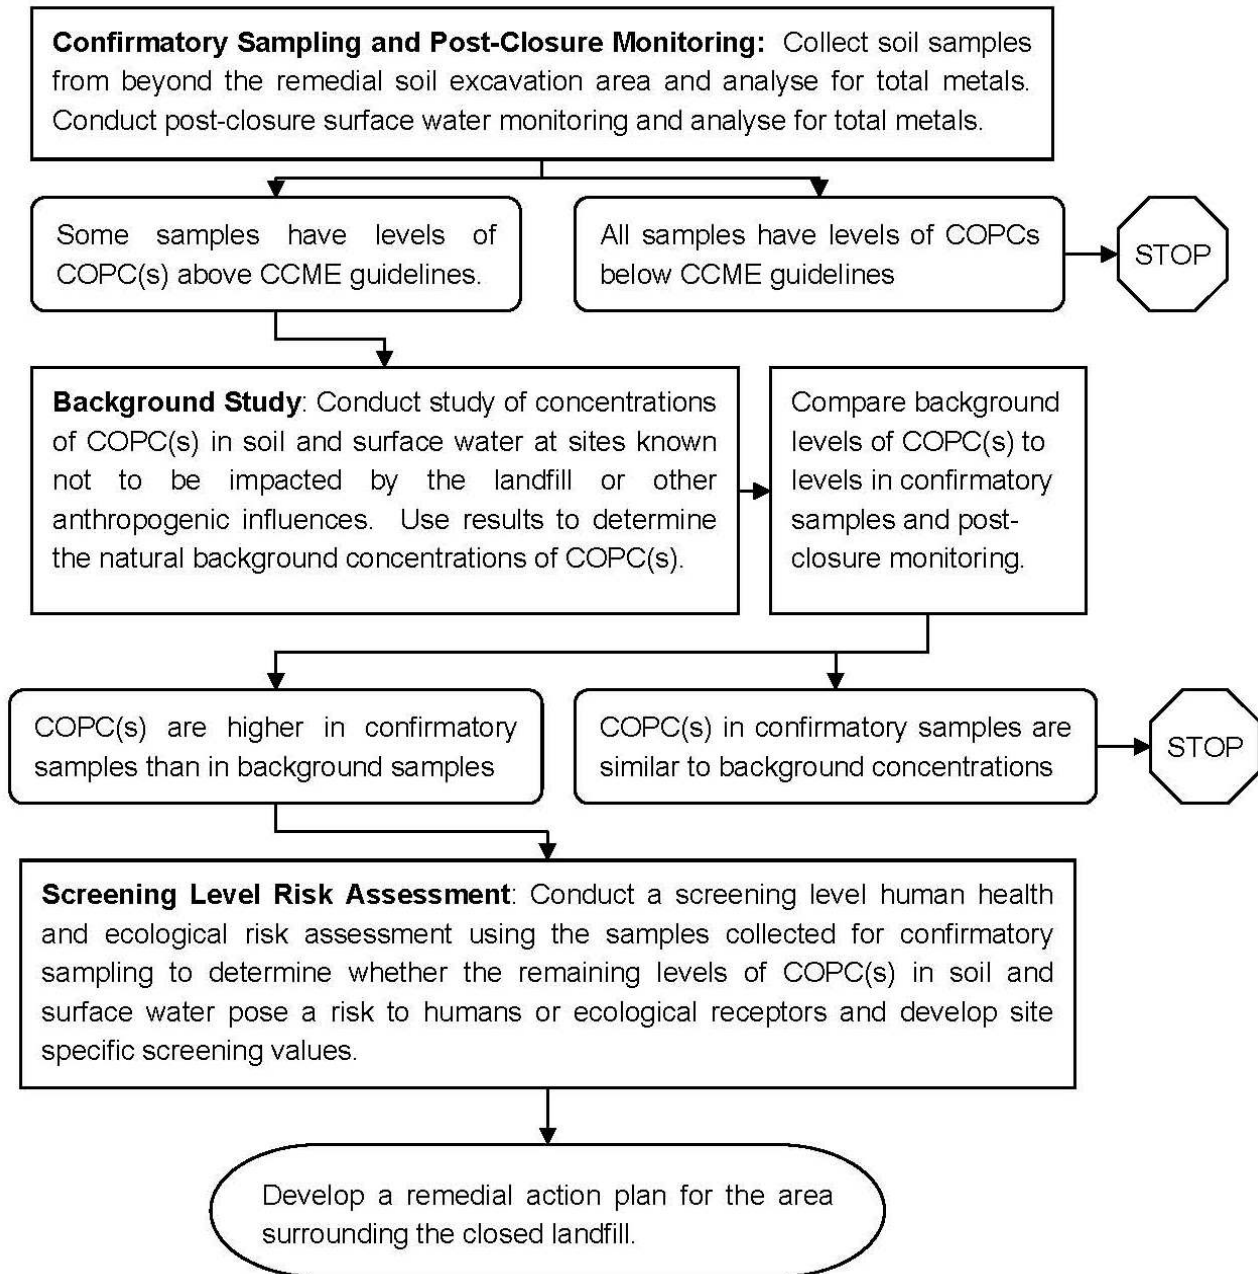 Confirmatory Sampling and Post-Closure Monitoring: Collect soil samples
from beyond the remedial soil excavation area and analyse for total metals.
Conduct post-closure surface water monitoring and analyse for total metals.
Some samples have levels of
COPC(s) above CCME guidelines.
All samples have levels of COPCs
below CCME guidelines
STOP
Background Study: Conduct study of concentrations
of COPC(s) in soil and surface water at sites known
not to be impacted by the landfill or other
anthropogenic influences. Use results to determine
the natural background concentrations of COPC(s).
Compare background
levels of COPC(s) to
levels in confirmatory
samples and post-
closure monitoring.
COPC(s) are higher in confirmatory
samples than in background samples
COPC(s) in confirmatory samples are
similar to background concentrations
STOP
Screening Level Risk Assessment: Conduct a screening level human health
and ecological risk assessment using the samples collected for confirmatory
sampling to determine whether the remaining levels of COPC(s) in soil and
surface water pose a risk to humans or ecological receptors and develop site
specific screening values.
Develop a remedial action plan for the area
surrounding the closed landfill.